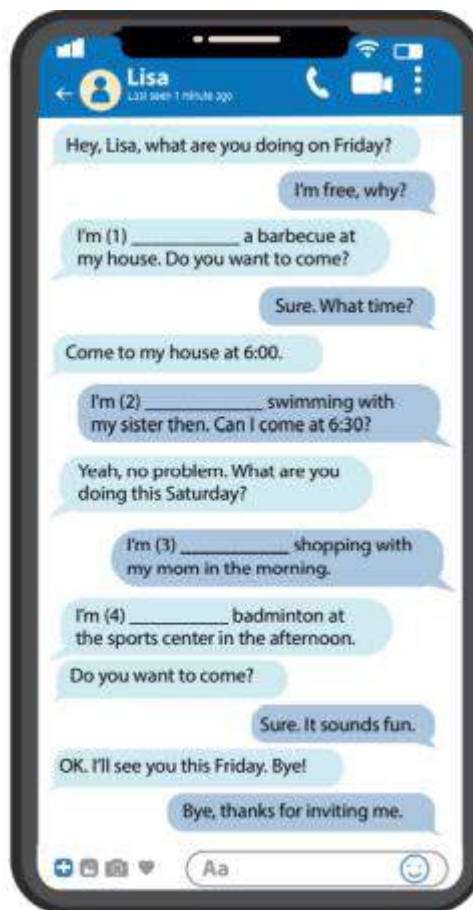 Lisa
Last seen 1 minute ago
Hey, Lisa, what are you doing on Friday?
I'm free, why?
I'm (1) ____________ a barbecue at
my house. Do you want to come?
Sure. What time?
Come to my house at 6:00.
I'm (2) _____________ swimming with
my sister then. Can I come at 6:30?
Yeah, no problem. What are you
doing this Saturday?
I'm (3) ____________ shopping with
my mom in the morning.
I'm (4) ___________ badminton at
the sports center in the afternoon.
Do you want to come?
Sure. It sounds fun.
OK. I'll see you this Friday. Bye!
Bye, thanks for inviting me.
Aa